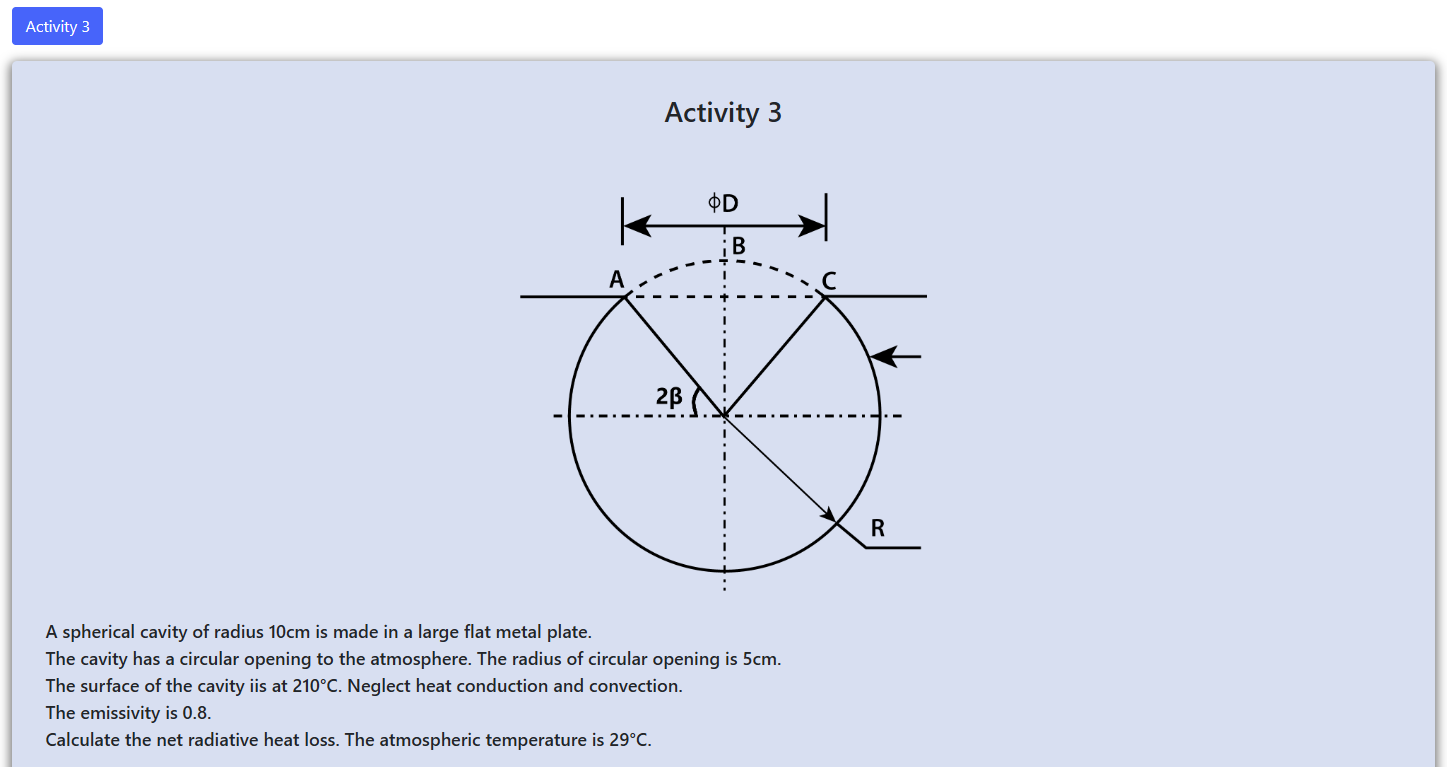 Activity 3
Activity 3
ϕD
B
A
C
2β
R
A spherical cavity of radius 10cm is made in a large flat metal plate.
The cavity has a circular opening to the atmosphere. The radius of circular opening is 5cm.
The surface of the cavity iis at 210°C. Neglect heat conduction and convection.
The emissivity is 0.8.
Calculate the net radiative heat loss. The atmospheric temperature is 29°C.